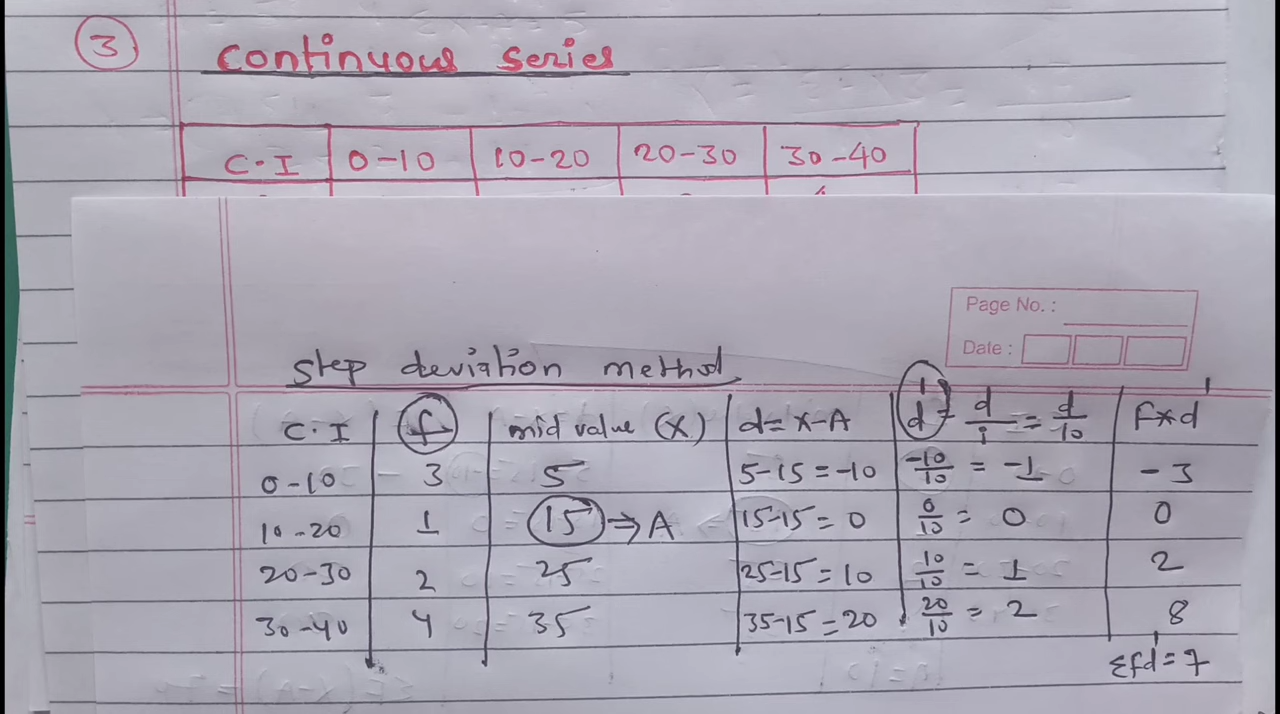 3 Continuous series
C.I 0-10 10-20 20-30 30-40
Page No. :
Date :
Step deviation method
C.I f mid value (X) d=X-A d' = d/i = d/10 f*d'
0-10 3 5 5-15=-10 -10/10 = -1 -3
10-20 1 15 ⇒ A 15-15=0 0/10 = 0 0
20-30 2 25 25-15=10 10/10 = 1 2
30-40 4 35 35-15=20 20/10 = 2 8
Σfd' = 7